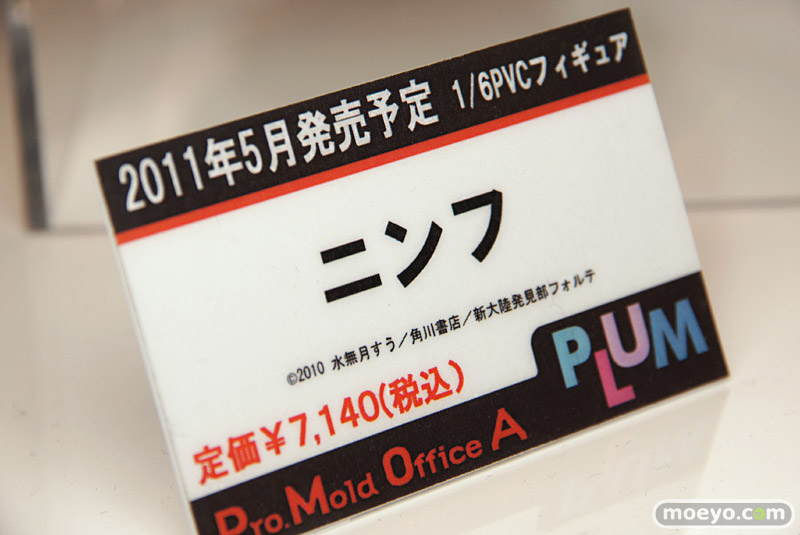 2011年5月発売予定 1/6PVCフィギュア
ニンフ
©2010 水無月すう／角川書店／新大陸発見部フォルテ
定価￥7,140(税込)
PLUM
Pro.Mold Office A
moeyo.com